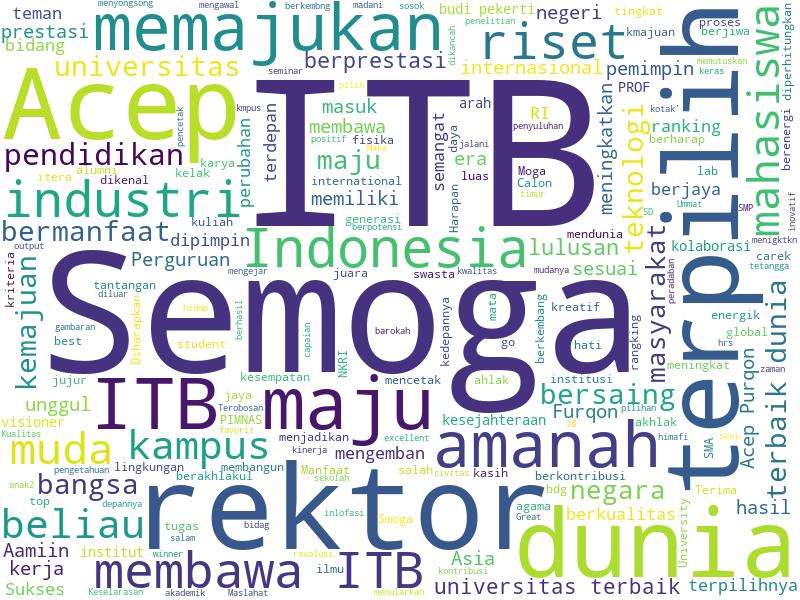 menyongsong
mengawal
berkembng
madani
sosok
teman
memajukan
budi pekerti
negeri
tingkat
proses
prestasi
bidang
riset
penelitian
dikancah
kmajuan
berjiwa
memutuskan
diperhitungkan
universitas
berprestasi
internasional
pemimpin
keras
mahasiswa
seminar
pilih
PROF
Acep
ITB
terpilih
kmpus
masuk
arah
RI
kotak'
pencetak
perubahan
terdepan
membawa
semangat
daya
penyuluhan
meningkatkan
teknologi
ranking
berenergi
positif
fisika
Make
berharap
pendidikan
karya
maju
jalani
era
lab
itera
alumni
kelak
international
luas
Moga
Calon
berjaya
industri
dikenal
memiliki
Harapan
timur
SD
Ummat
SMP
inovatif
generasi
berpotensi
bermanfaat
kuliah
dipimpin
Indonesia
lulusan
mendunia
masyarakat
kolaborasi
menigktkn
output
kriteria
kemajuan
Perguruan
mengejar
juara
swasta
kwalitas
sesuai
mudanya
peradaban
carek
tetangga
tantangan
diluar
Semoga
hidup
barokah
mata
kreatif
energik
terbaik dunia
gambaran
Diharapkan
berhasil
capaian
kedepannya
go
berkembang
hati
rangking
global
best
student
NKRI
hrs
zaman
jujur
kesempatan
mencetak
ahlak
institusi
meningkat
unggul
ITB maju
jaya
bersaing
Terobosan
PIMNAS
favorit
kesejahteraan
Furqon
pilihan
Acep Purqon
visioner
Kualitas
muda
kampus
menjadikan
kinerja
excellent
amanah
16
akhlak
himafi
SMA
seni
mengemban
pengetahuan
lingkungan
membangun
Manfaat
salah
civitas
kasih
berkontribusi
anak2
bangsa
berakhlakul
sekolah
rektor
top
depannya
bdg
negara
Terima
hasil
agama
Great
berkualitas
University
beliau
tugas
salam
bidag
inlofasi
Smoga
dunia
Aamiin
institut
winner
revolusi
kerja
ilmu
Asia
kontribusi
Sukses
Keselarasan
membawa ITB
akademik
Maslahat
menularkan
universitas terbaik
terpilihnya